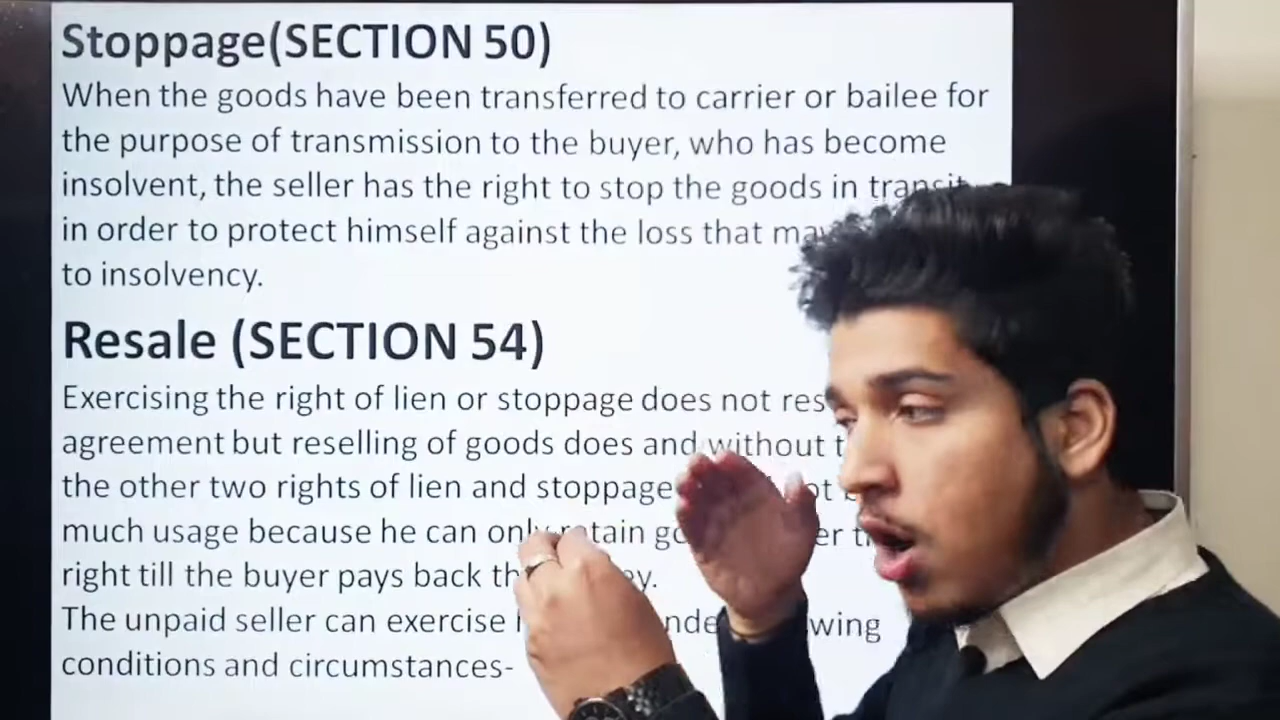 Stoppage(SECTION 50)
When the goods have been transferred to carrier or bailee for
the purpose of transmission to the buyer, who has become
insolvent, the seller has the right to stop the goods in transit
in order to protect himself against the loss that may
to insolvency.
Resale (SECTION 54)
Exercising the right of lien or stoppage does not
agreement but reselling of goods does and without
the other two rights of lien and stoppage
much usage because he can only retain
right till the buyer pays back
The unpaid seller can exercise
conditions and circumstances-